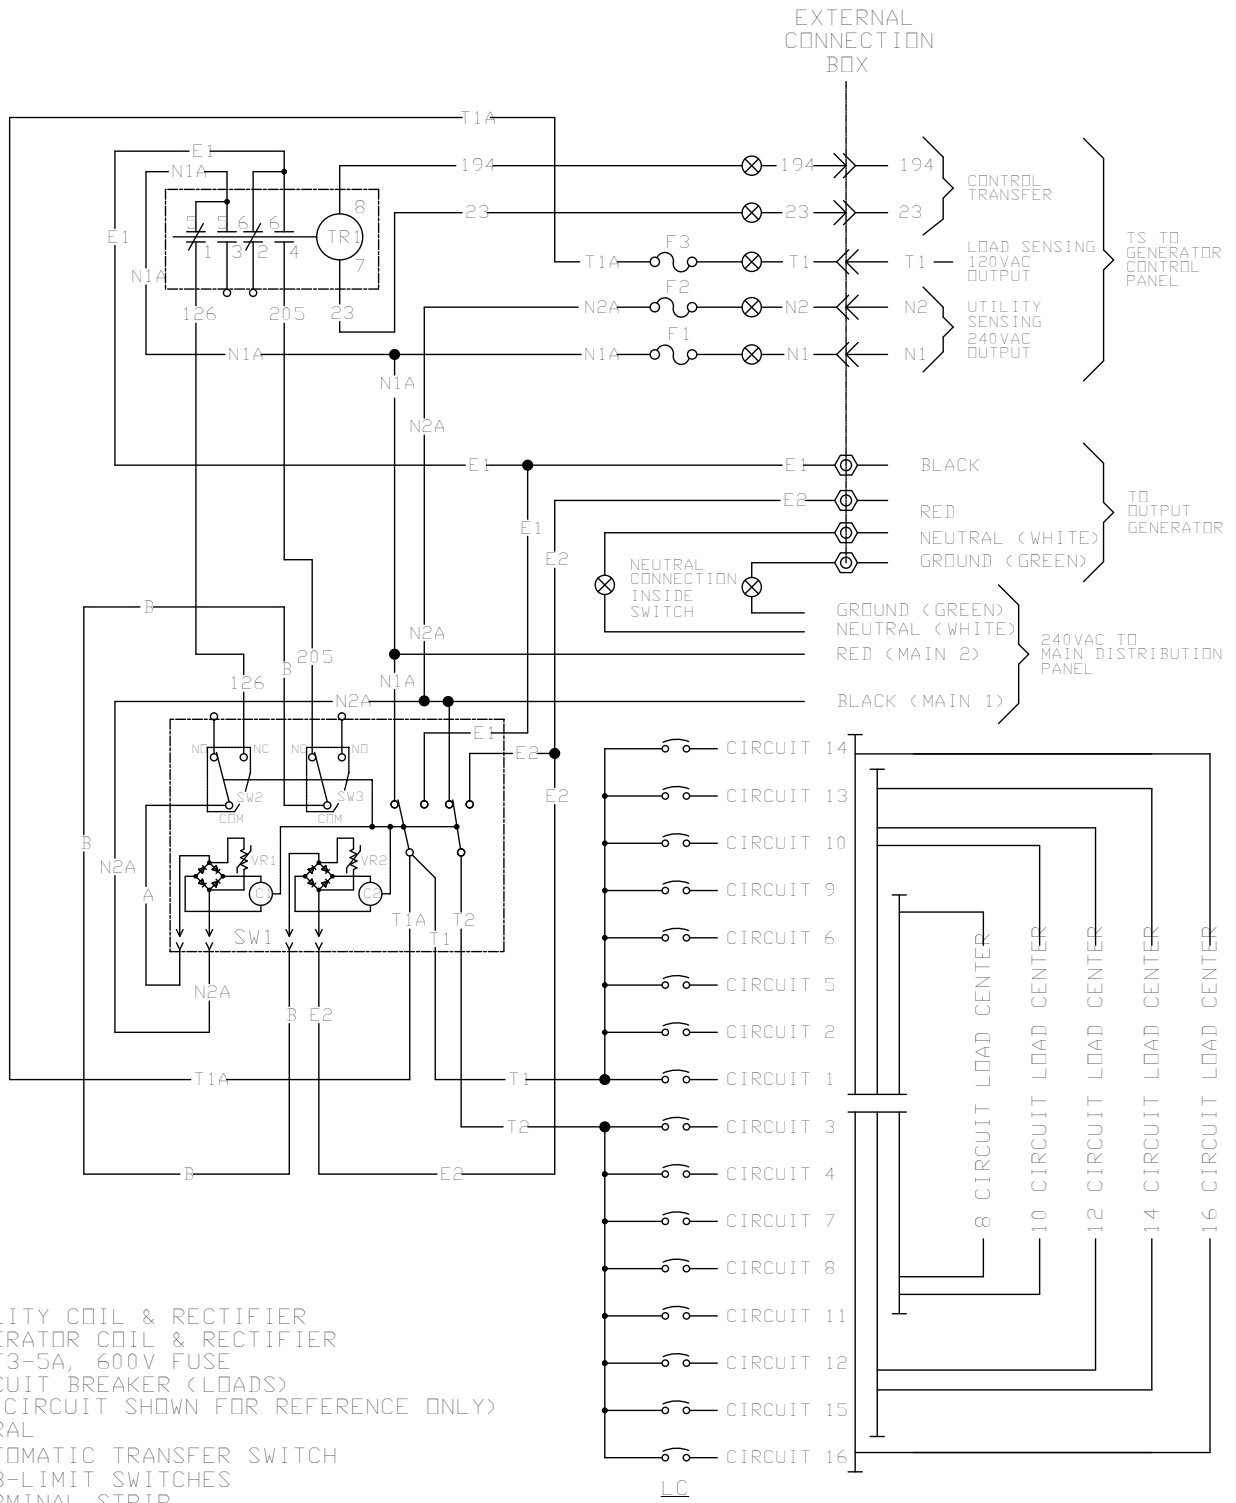 EXTERNAL
CONNECTION
BOX
T1A
E1
N1A
194
194
194
CONTROL
TRANSFER
8
5
5
6
6
TR1
23
23
23
E1
1
3
2
4
7
F3
T1A
T1
T1
LOAD SENSING
120VAC
OUTPUT
TS TO
GENERATOR
CONTROL
PANEL
N1A
126
205
23
F2
N2A
N2
N2
UTILITY
SENSING
240VAC
OUTPUT
F1
N1A
N1A
N1
N1
N1A
N2A
E1
E1
BLACK
E2
RED
TO
OUTPUT
GENERATOR
E1
NEUTRAL (WHITE)
E2
GROUND (GREEN)
NEUTRAL
CONNECTION
INSIDE
SWITCH
B
GROUND (GREEN)
N2A
NEUTRAL (WHITE)
205
B
RED (MAIN 2)
240VAC TO
MAIN DISTRIBUTION
PANEL
126
N1A
N2A
BLACK (MAIN 1)
E1
NO
NC
NC
NO
E2
CIRCUIT 14
SW2
SW3
E2
CIRCUIT 13
COM
COM
B
CIRCUIT 10
N2A
VR1
VR2
A
C1
C2
CIRCUIT 9
T1A
T2
SW1
T1
CIRCUIT 6
N2A
CIRCUIT 5
B
E2
CIRCUIT 2
T1A
T1
CIRCUIT 1
T2
CIRCUIT 3
B
E2
CIRCUIT 4
CIRCUIT 7
CIRCUIT 8
CIRCUIT 11
CIRCUIT 12
CIRCUIT 15
CIRCUIT 16
LC
8 CIRCUIT LOAD CENTER
10 CIRCUIT LOAD CENTER
12 CIRCUIT LOAD CENTER
14 CIRCUIT LOAD CENTER
16 CIRCUIT LOAD CENTER
LITY COIL & RECTIFIER
ERATOR COIL & RECTIFIER
F3-5A, 600V FUSE
CUIT BREAKER (LOADS)
(CIRCUIT SHOWN FOR REFERENCE ONLY)
RAL
TOMATIC TRANSFER SWITCH
3-LIMIT SWITCHES
RMINAL STRIP